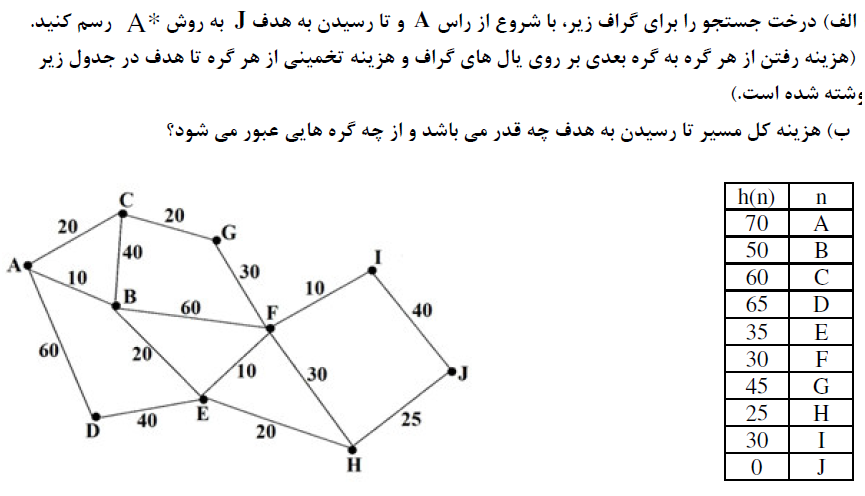 الف) درخت جستجو را برای گراف زیر، با شروع از راس A و تا رسیدن به هدف J به روش A* رسم کنید.
(هزینه رفتن از هر گره به گره بعدی بر روی یال های گراف و هزینه تخمینی از هر گره تا هدف در جدول زیر
وشته شده است.)
ب) هزینه کل مسیر تا رسیدن به هدف چه قدر می باشد و از چه گره هایی عبور می شود؟
C
20
20
G
A
40
10
B
30
I
10
60
F
40
60
20
10
30
J
D
40
E
20
25
H
h(n) n
70 A
50 B
60 C
65 D
35 E
30 F
45 G
25 H
30 I
0 J